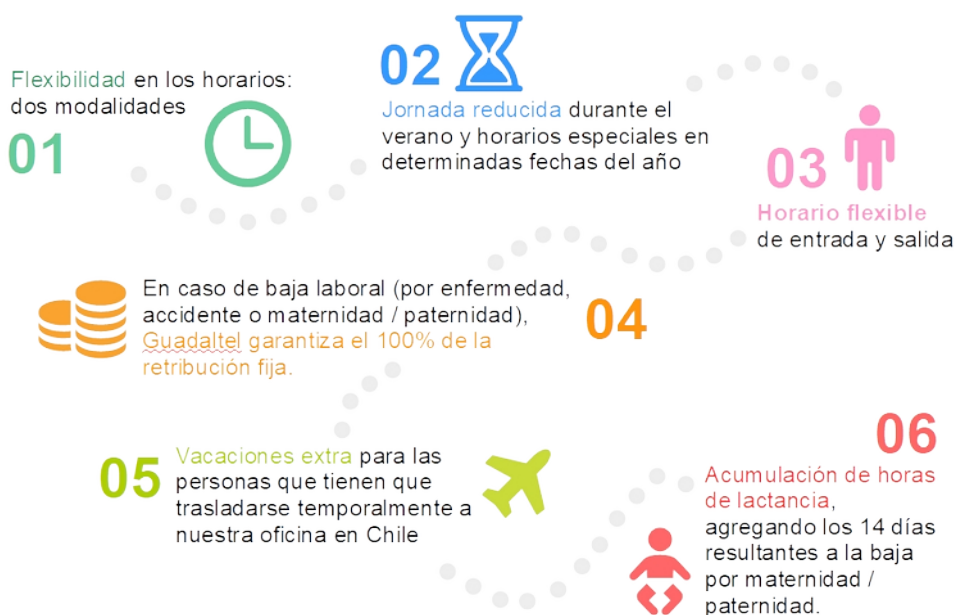 Flexibilidad en los horarios:
dos modalidades
01
02
Jornada reducida durante el
verano y horarios especiales en
determinadas fechas del año
03
Horario flexible
de entrada y salida
En caso de baja laboral (por enfermedad,
accidente o maternidad / paternidad),
Guadaltel garantiza el 100% de la
retribución fija.
04
05
Vacaciones extra para las
personas que tienen que
trasladarse temporalmente a
nuestra oficina en Chile
06
Acumulación de horas
de lactancia,
agregando los 14 días
resultantes a la baja
por maternidad /
paternidad.